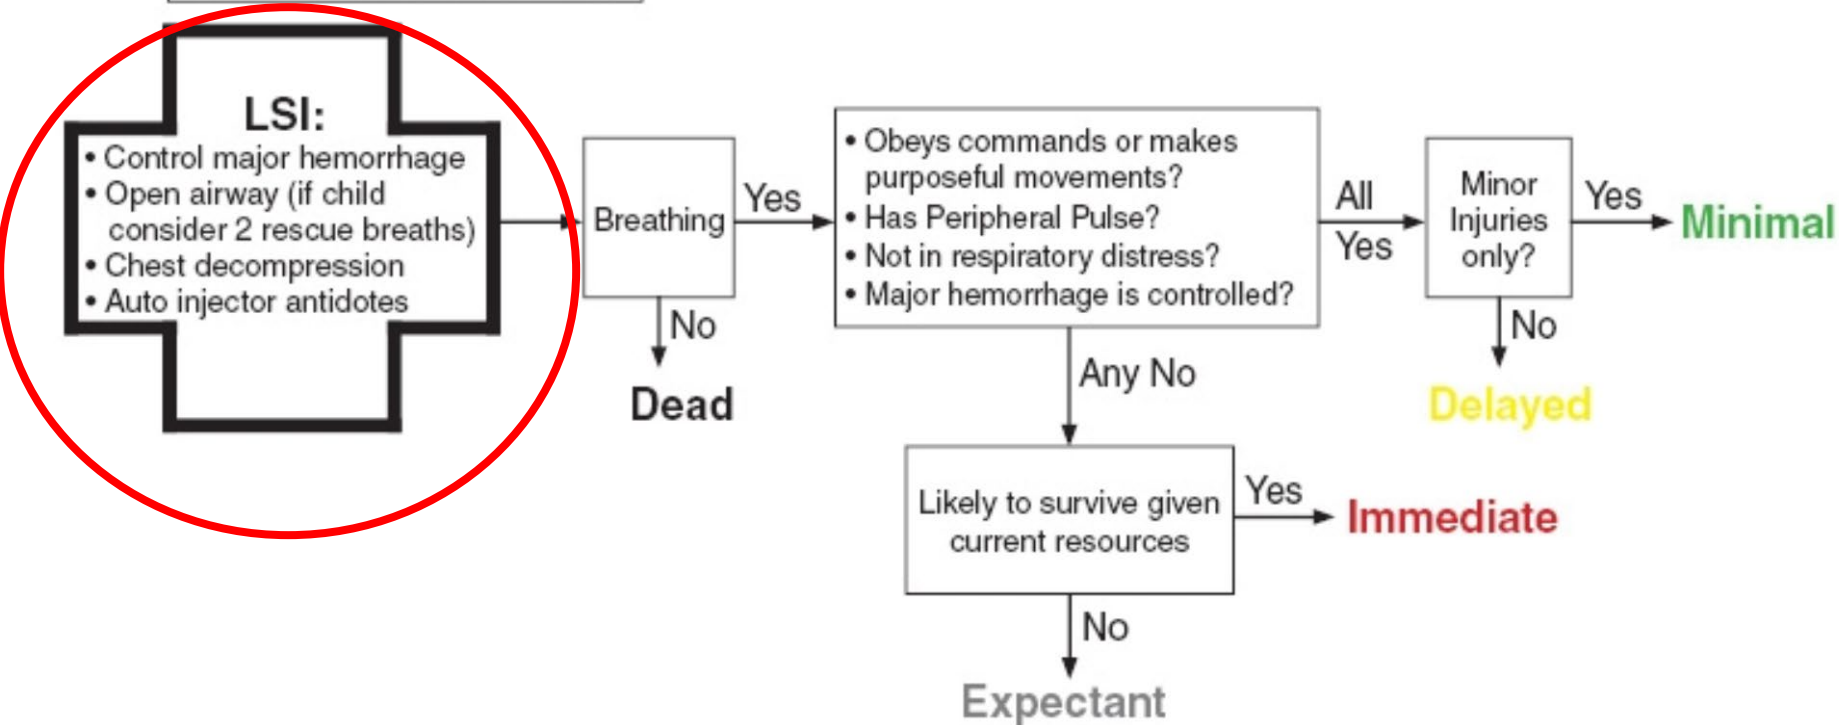 LSI:
• Control major hemorrhage
• Open airway (if child
consider 2 rescue breaths)
• Chest decompression
• Auto injector antidotes
Breathing
Yes
No
Dead
• Obeys commands or makes
purposeful movements?
• Has Peripheral Pulse?
• Not in respiratory distress?
• Major hemorrhage is controlled?
All
Yes
Minor
Injuries
only?
Yes
Minimal
No
Delayed
Any No
Likely to survive given
current resources
Yes
Immediate
No
Expectant